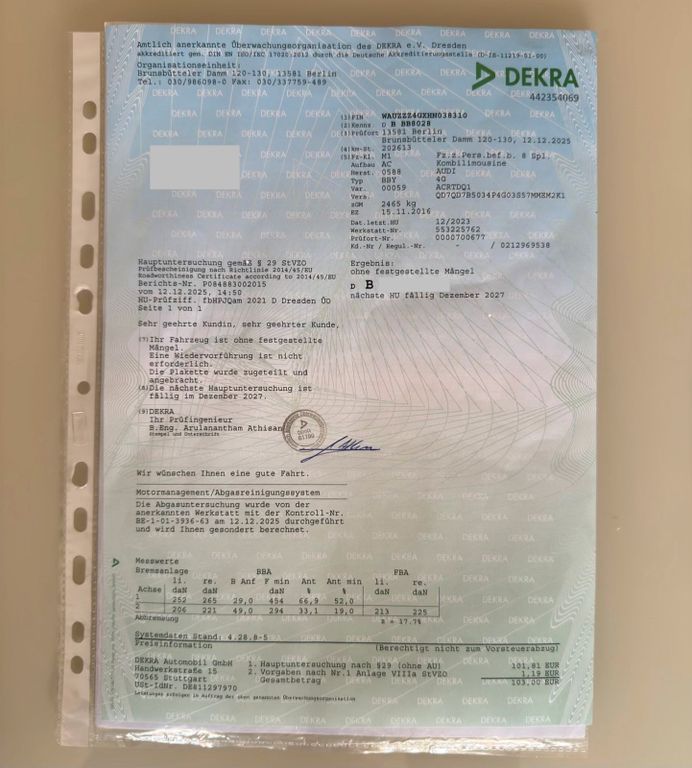 Amtlich anerkannte Überwachungsorganisation des DEKRA e.V. Dresden
akkreditiert gem. DIN EN ISO/IEC 17020:2012 durch die Deutsche Akkreditierungsstelle (D-IS-11219-01-00)
Organisationseinheit:
Brunsbütteler Damm 120-130, 13581 Berlin
Tel.: 030/986098-0 Fax: 030/337759-489
DEKRA
442354069
(1) FIN WAUZZZ4GXHN038310
(2) Kennz D B BB8028
(3) Prüfort 13581 Berlin
Brunsbütteler Damm 120-130, 12.12.2025
(4) km-St. 202613
(5) Fz-Kl. M1 Fz.z.Pers.bef.b. 8 Spl.
Aufbau AC Kombilimousine
Herst. 0588 AUDI
Typ BBY 4G
Var. 00059 ACRTDQ1
Vers. QD7QD7B5034P4G03S57MMEM2K1
zGM 2465 kg
EZ 15.11.2016
Dat.letzt.HU 12/2023
Werkstatt-Nr. 553225762
Prüfort-Nr. 0000700677
Kd.-Nr / Regul.-Nr. - / 0212969538
Hauptuntersuchung gemäß § 29 StVZO
Prüfbescheinigung nach Richtlinie 2014/45/EU
Roadworthiness Certificate according to 2014/45/EU
Berichts-Nr. P084883002015
vom 12.12.2025, 14:50
HU-Prüfziff. fbHPJQam 2021 D Dresden ÜO
Seite 1 von 1
Ergebnis:
ohne festgestellte Mängel
D B
nächste HU fällig Dezember 2027
Sehr geehrte Kundin, sehr geehrter Kunde,
(7) Ihr Fahrzeug ist ohne festgestellte
Mängel.
Eine Wiedervorführung ist nicht
erforderlich.
Die Plakette wurde zugeteilt und
angebracht.
(8) Die nächste Hauptuntersuchung ist
fällig im Dezember 2027.
(9) DEKRA
Ihr Prüfingenieur
B.Eng. Arulanantham Athisan
Stempel und Unterschrift
Wir wünschen Ihnen eine gute Fahrt.
Motormanagement/Abgasreinigungssystem
Die Abgasuntersuchung wurde von der
anerkannten Werkstatt mit der Kontroll-Nr.
BE-1-01-3936-63 am 12.12.2025 durchgeführt
und wird Ihnen gesondert berechnet.
Messwerte
Bremsanlage BBA FBA
li. re. B Anf F min Ant Ant min li. re.
Achse daN daN daN % % daN daN
1 252 265 29,0 454 66,9 52,0
2 206 221 49,0 294 33,1 19,0 213 225
Abbremsung z = 17.7%
Systemdaten Stand: 4.28.8-5
Preisinformation (Berechtigt nicht zum Vorsteuerabzug)
DEKRA Automobil GmbH 1. Hauptuntersuchung nach §29 (ohne AU) 101,81 EUR
Handwerkstraße 15 2. Vorgaben nach Nr.1 Anlage VIIIa StVZO 1,19 EUR
70565 Stuttgart Gesamtbetrag 103,00 EUR
USt-IdNr. DE811297970
Leistungen erfolgen im Auftrag der oben genannten Überwachungsorganisation